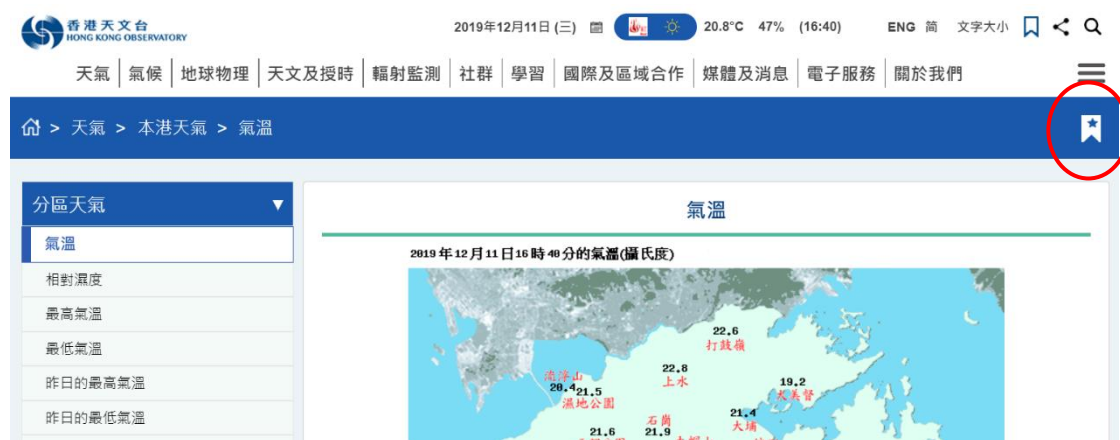 香港天文台
HONG KONG OBSERVATORY
2019年12月11日 (三) 20.8°C 47% (16:40) ENG 简 文字大小
天氣 氣候 地球物理 天文及授時 輻射監測 社群 學習 國際及區域合作 媒體及消息 電子服務 關於我們
> 天氣 > 本港天氣 > 氣溫
分區天氣
氣溫
相對濕度
最高氣溫
最低氣溫
昨日的最高氣溫
昨日的最低氣溫
氣溫
2019年12月11日16時40分的氣溫(攝氏度)
22.6
打鼓嶺
22.8
上水
流浮山
20.4
21.5
濕地公園
19.2
大美督
21.4
大埔
石崗
21.9
21.6